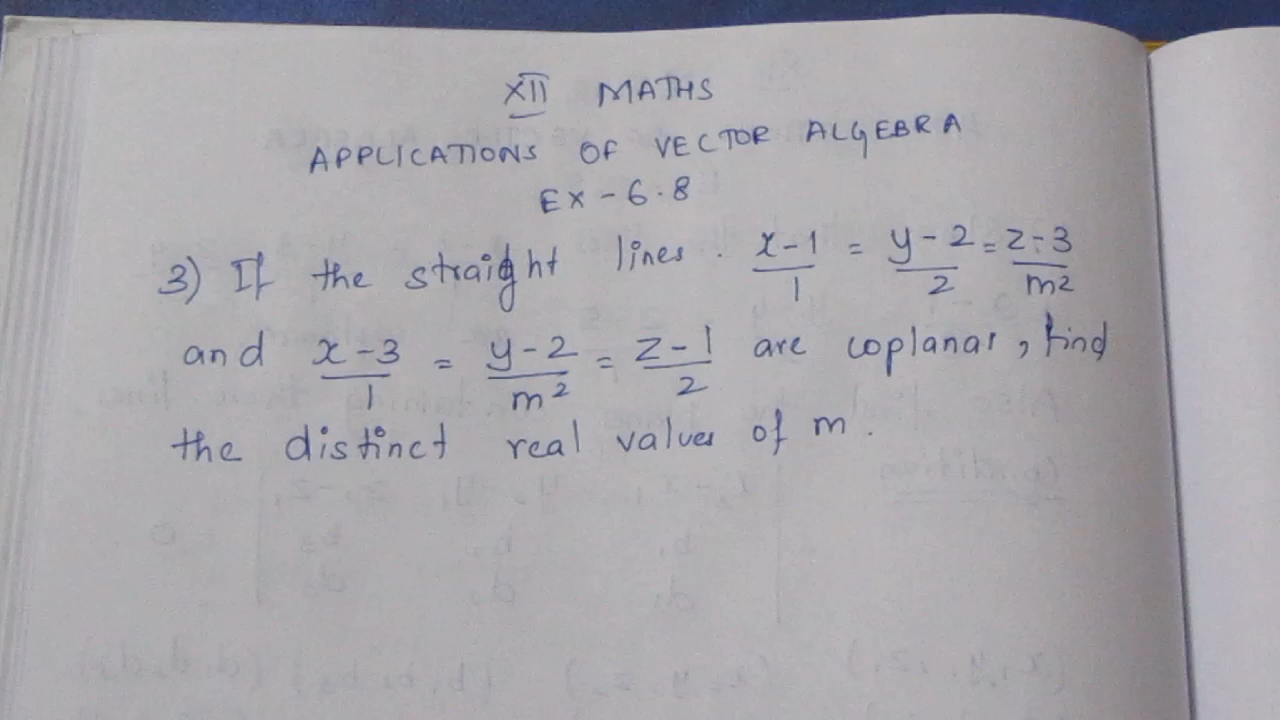 XII MATHS
APPLICATIONS OF VECTOR ALGEBRA
EX - 6.8
3) If the straight lines. x-1/1 = y-2/2 = z-3/m²
and x-3/1 = y-2/m² = z-1/2 are coplanar, find
the distinct real values of m.